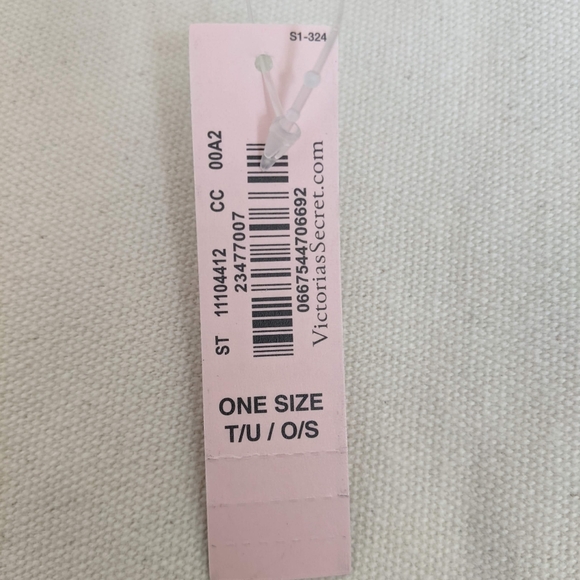 S1-324
ST 11104412 CC 00A2
23477007
0667544706692
VictoriasSecret.com
ONE SIZE
T/U / O/S